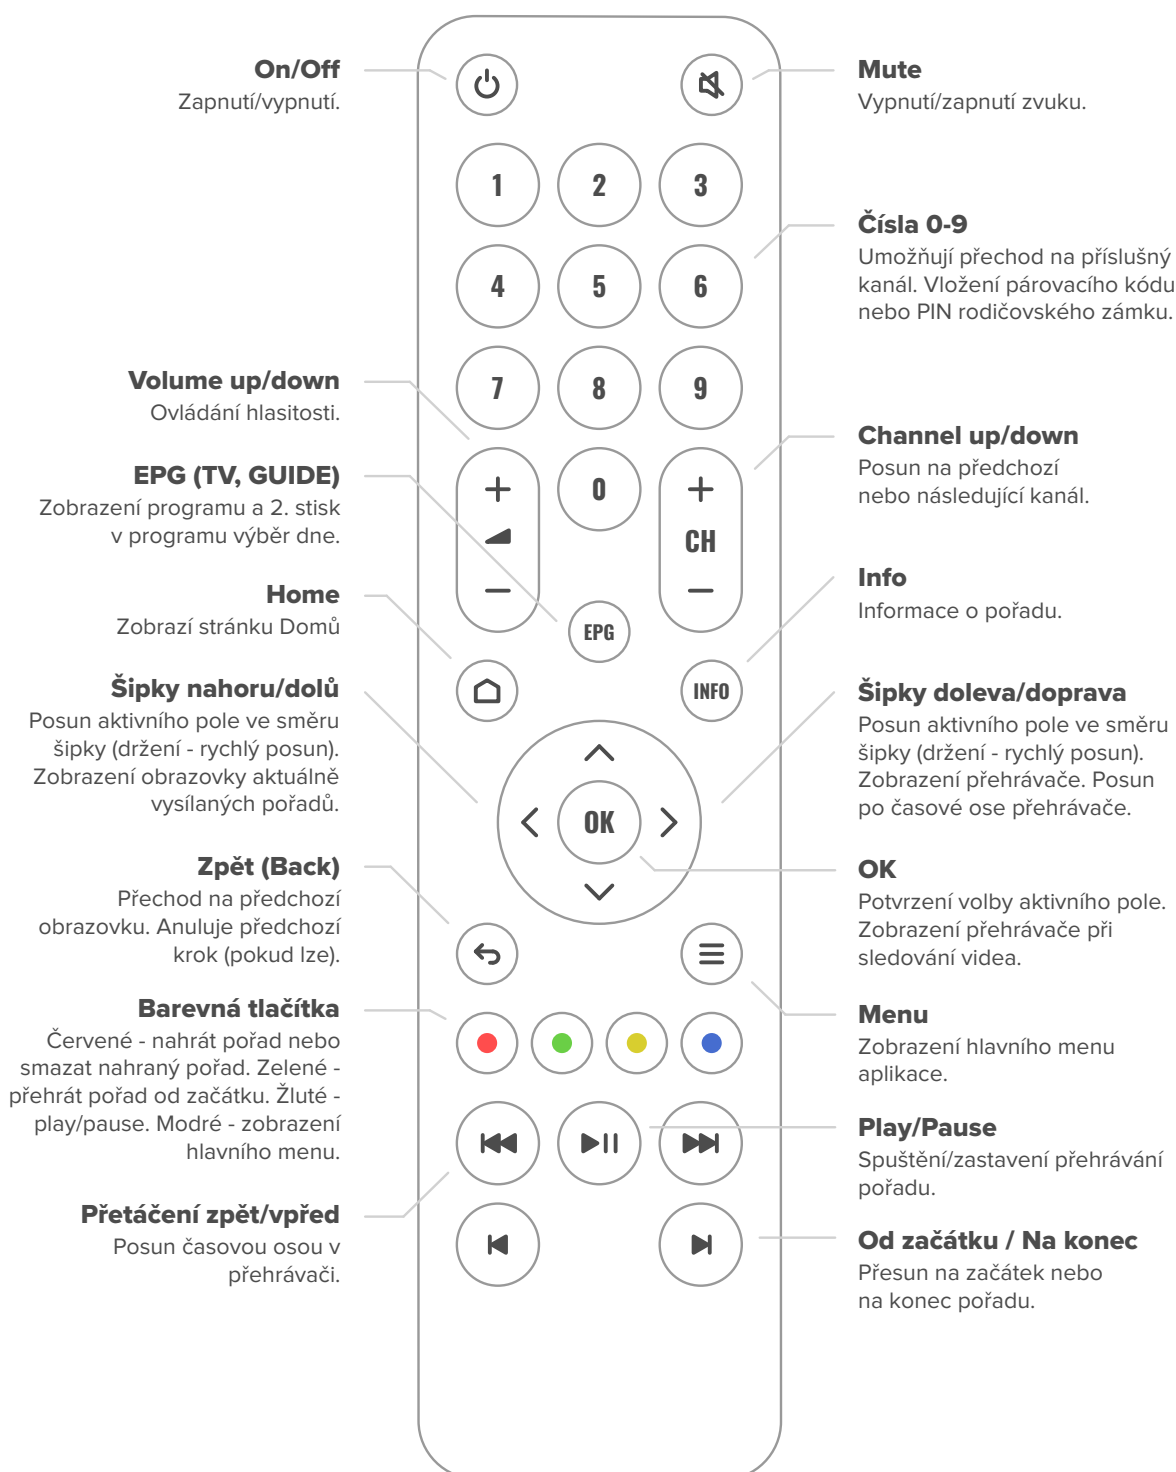 On/Off
Zapnutí/vypnutí.
Mute
Vypnutí/zapnutí zvuku.
1
2
3
Čísla 0-9
Umožňují přechod na příslušný
kanál. Vložení párovacího kódu
nebo PIN rodičovského zámku.
4
5
6
Volume up/down
Ovládání hlasitosti.
7
8
9
Channel up/down
Posun na předchozí
nebo následující kanál.
EPG (TV, GUIDE)
Zobrazení programu a 2. stisk
v programu výběr dne.
0
CH
Home
Zobrazí stránku Domů
EPG
Info
Informace o pořadu.
INFO
Šipky nahoru/dolů
Posun aktivního pole ve směru
šipky (držení - rychlý posun).
Zobrazení obrazovky aktuálně
vysílaných pořadů.
Šipky doleva/doprava
Posun aktivního pole ve směru
šipky (držení - rychlý posun).
Zobrazení přehrávače. Posun
po časové ose přehrávače.
OK
Zpět (Back)
Přechod na předchozí
obrazovku. Anuluje předchozí
krok (pokud lze).
OK
Potvrzení volby aktivního pole.
Zobrazení přehrávače při
sledování videa.
Barevná tlačítka
Červené - nahrát pořad nebo
smazat nahraný pořad. Zelené -
přehrát pořad od začátku. Žluté -
play/pause. Modré - zobrazení
hlavního menu.
Menu
Zobrazení hlavního menu
aplikace.
Play/Pause
Spuštění/zastavení přehrávání
pořadu.
Přetáčení zpět/vpřed
Posun časovou osou v
přehrávači.
Od začátku / Na konec
Přesun na začátek nebo
na konec pořadu.